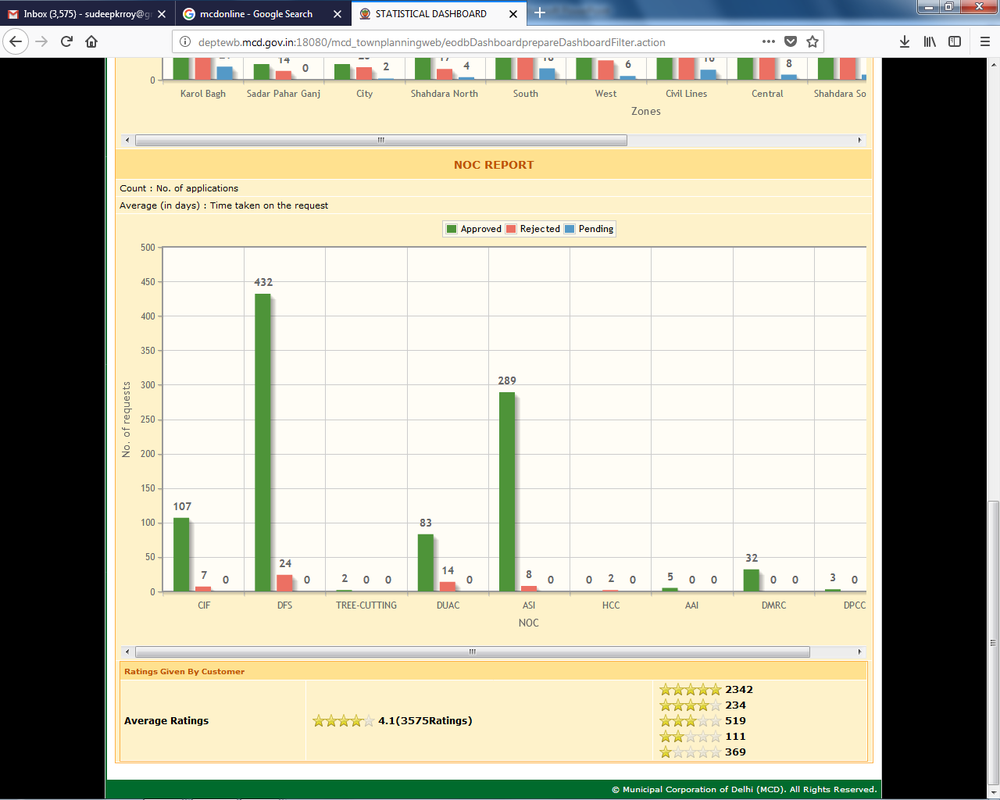 Inbox (3,575) - sudeepkrroy@g
mcdonline - Google Search
STATISTICAL DASHBOARD
deptewb.mcd.gov.in:18080/mcd_townplanningweb/eodbDashboardprepareDashboardFilter.action
14 0 2 17 4 6 8
0
Karol Bagh Sadar Pahar Ganj City Shahdara North South West Civil Lines Central Shahdara So
Zones
NOC REPORT
Count : No. of applications
Average (in days) : Time taken on the request
Approved Rejected Pending
500
450
432
400
350
300
289
250
200
150
107
100
83
50
0
7 0 24 0 2 0 0 14 0 8 0 0 2 0 5 0 0 32 0 0 3 0
No. of requests
CIF DFS TREE-CUTTING DUAC ASI HCC AAI DMRC DPCC
NOC
Ratings Given By Customer
Average Ratings
4.1(3575Ratings)
2342
234
519
111
369
© Municipal Corporation of Delhi (MCD). All Rights Reserved.